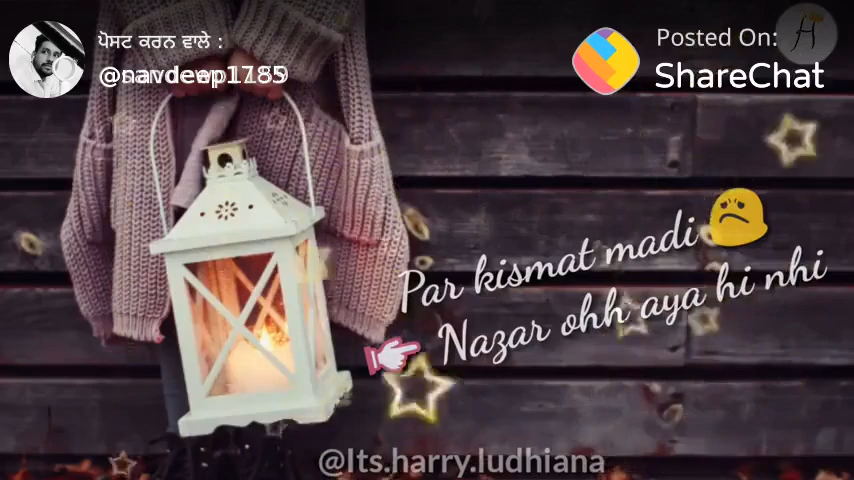 ਪੋਸਟ ਕਰਨ ਵਾਲੇ :
Posted On:
ShareChat
Par kismat madi
Nazar ohh aya hi nhi
@Its.harry.ludhiana